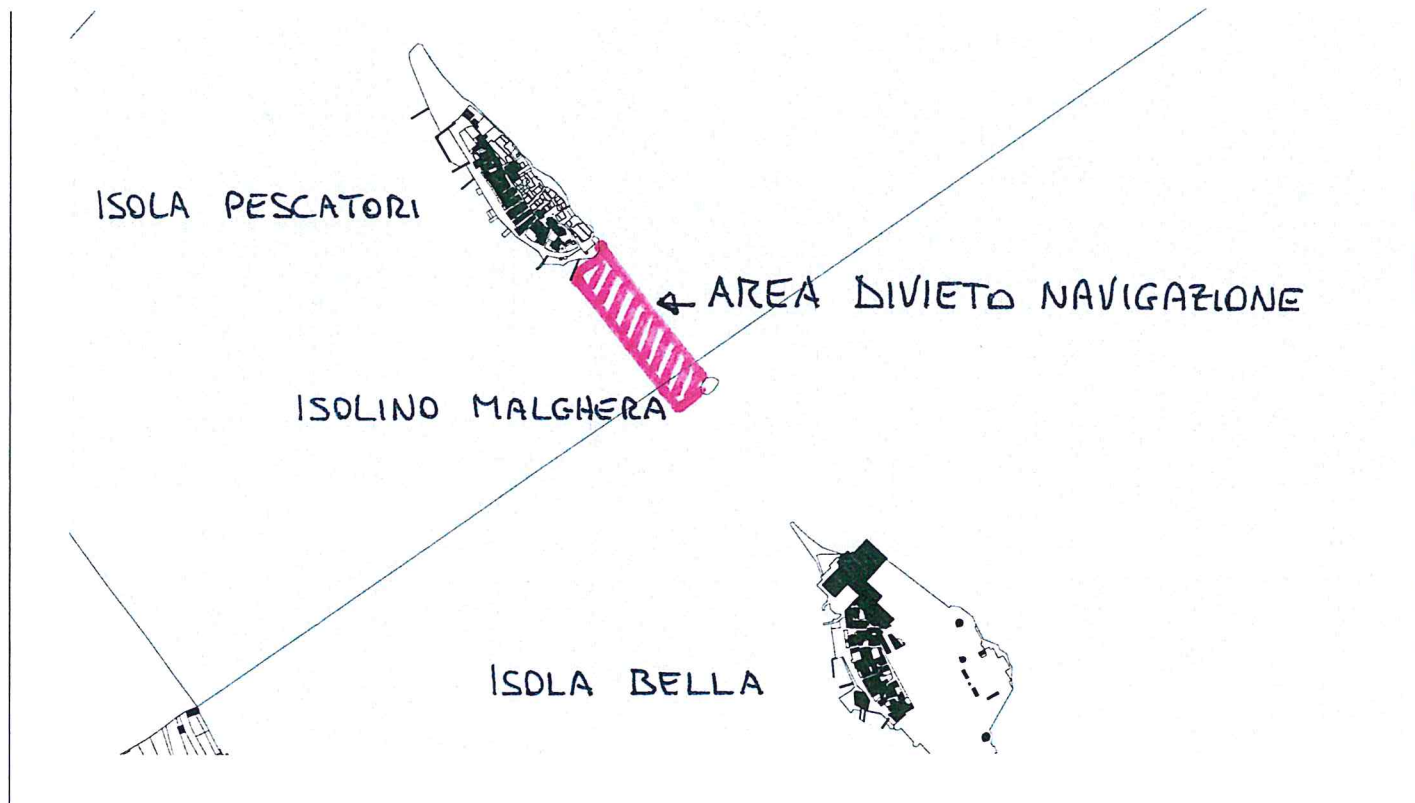 ISOLA PESCATORI
← AREA DIVIETO NAVIGAZIONE
ISOLINO MALGHERA
ISOLA BELLA